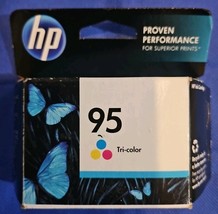 hp
PROVEN
PERFORMANCE
FOR SUPERIOR PRINTS
95
Tri-color